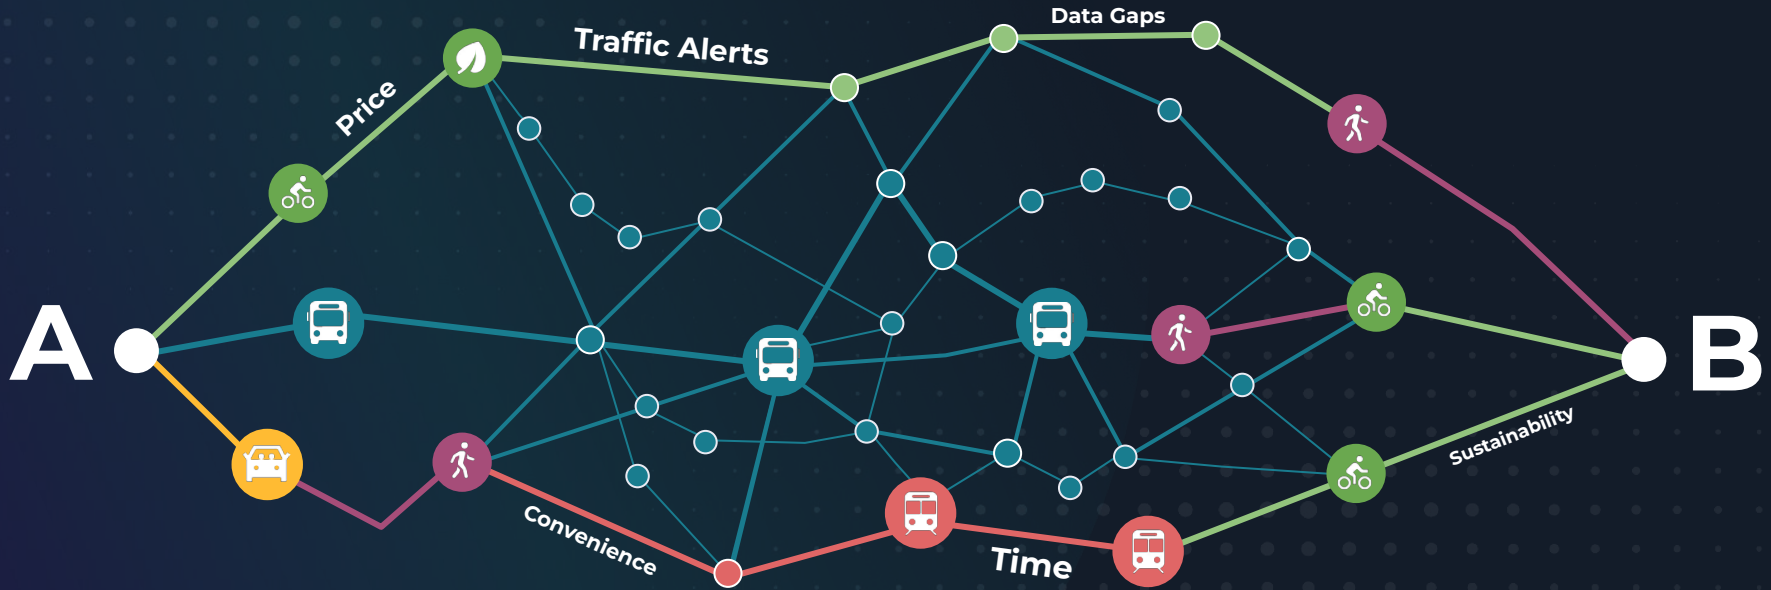 Data Gaps
Traffic Alerts
Price
A
B
Sustainability
Convenience
Time